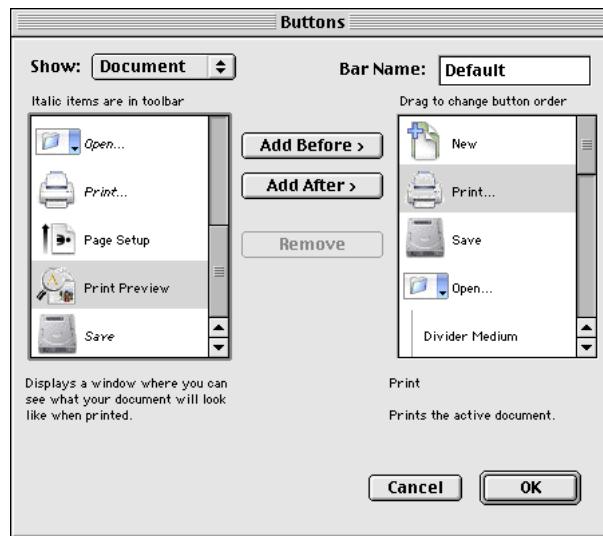 Buttons
Show: Document
Bar Name: Default
Italic items are in toolbar
Drag to change button order
Open...
Print...
Page Setup
Print Preview
Save
Add Before ›
Add After ›
Remove
New
Print...
Save
Open...
Divider Medium
Displays a window where you can
see what your document will look
like when printed.
Print
Prints the active document.
Cancel
OK